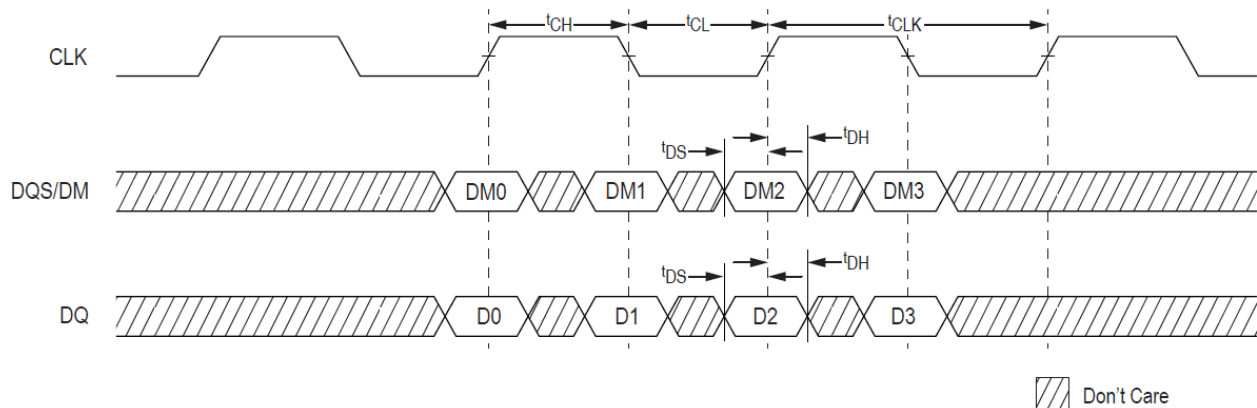 tCH tCL tCLK
CLK
tDS tDH
DQS/DM DM0 DM1 DM2 DM3
tDS tDH
DQ D0 D1 D2 D3
Don't Care